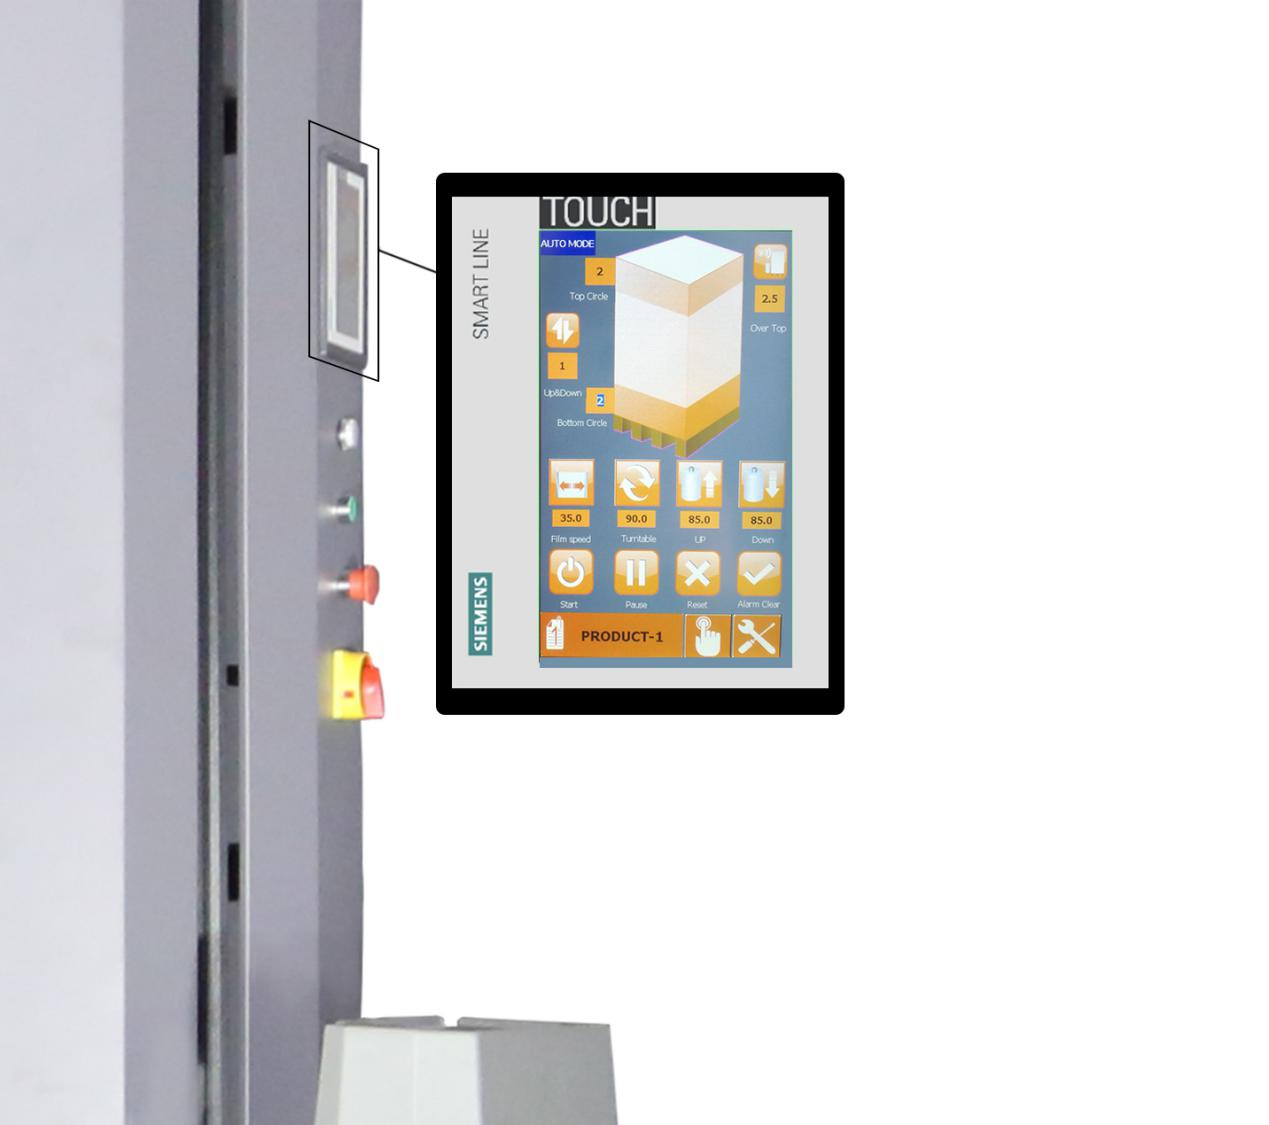 TOUCH
SMART LINE
SIEMENS
AUTO MODE
2
Top Circle
2.5
Over Top
1
Up&Down
2
Bottom Circle
35.0 90.0 85.0 85.0
Film speed Turntable UP Down
Start Pause Reset Alarm Clear
1 PRODUCT-1